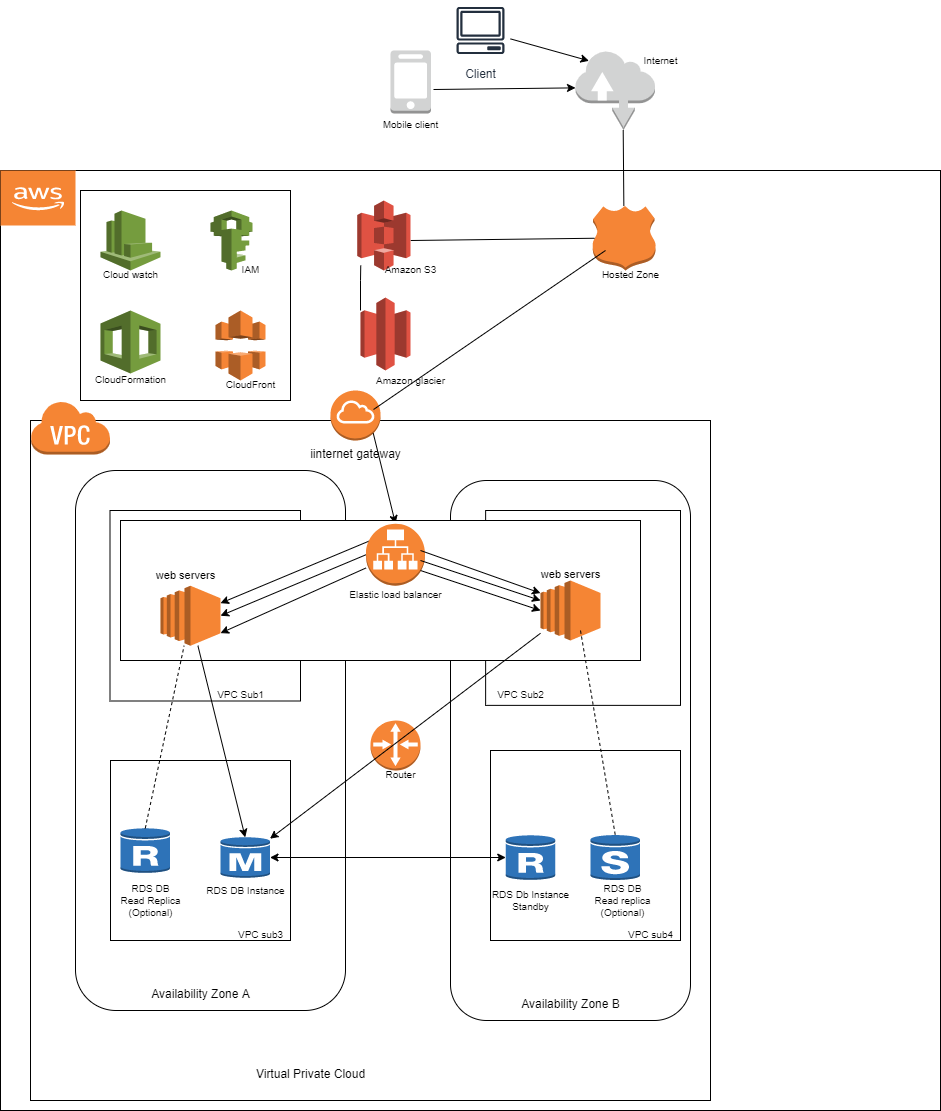 Client
Internet
Mobile client
aws
Cloud watch
IAM
Amazon S3
Hosted Zone
CloudFormation
CloudFront
Amazon glacier
VPC
iinternet gateway
web servers
Elastic load balancer
web servers
VPC Sub1
VPC Sub2
Router
R
M
R
S
RDS DB
Read Replica
(Optional)
RDS DB Instance
RDS Db Instance
Standby
RDS DB
Read replica
(Optional)
VPC sub3
VPC sub4
Availability Zone A
Availability Zone B
Virtual Private Cloud